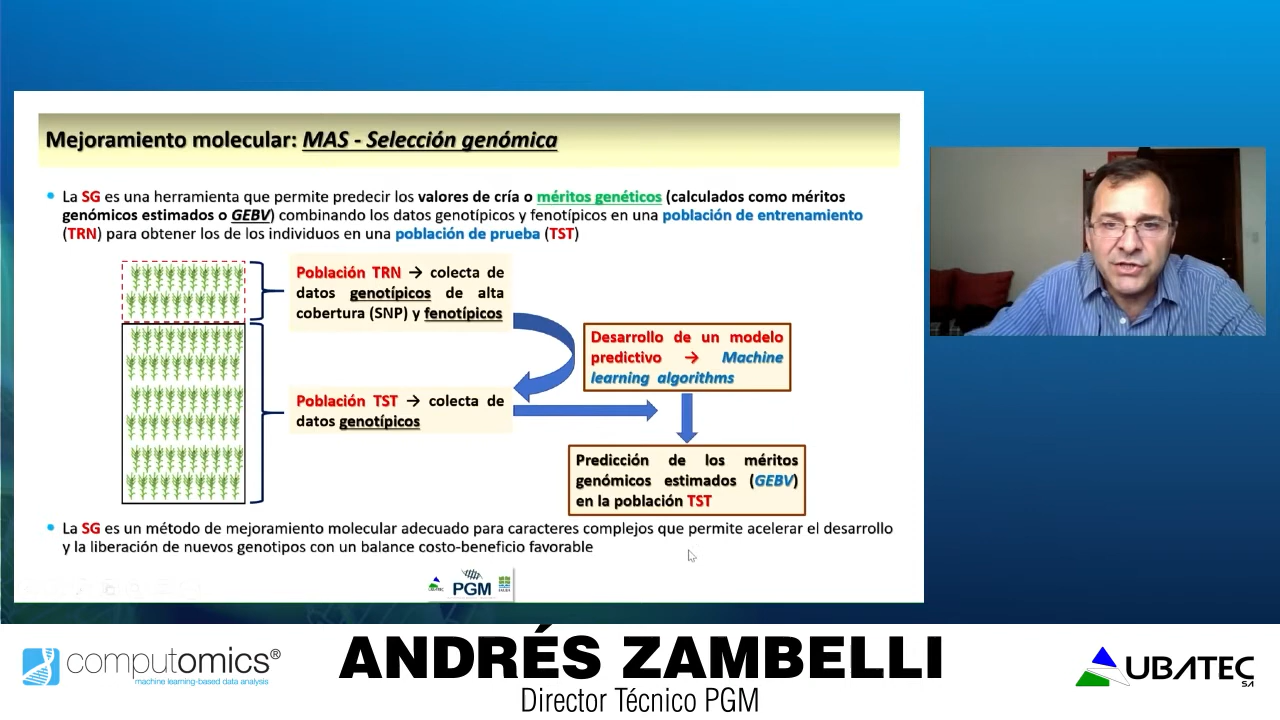 Mejoramiento molecular: MAS - Selección genómica
La SG es una herramienta que permite predecir los valores de cría o méritos genéticos (calculados como méritos
genómicos estimados o GEBV) combinando los datos genotípicos y fenotípicos en una población de entrenamiento
(TRN) para obtener los de los individuos en una población de prueba (TST)
Población TRN → colecta de
datos genotípicos de alta
cobertura (SNP) y fenotípicos
Desarrollo de un modelo
predictivo → Machine
learning algorithms
Población TST → colecta de
datos genotípicos
Predicción de los méritos
genómicos estimados (GEBV)
en la población TST
La SG es un método de mejoramiento molecular adecuado para caracteres complejos que permite acelerar el desarrollo
y la liberación de nuevos genotipos con un balance costo-beneficio favorable
UBATEC
PGM
computomics®
machine learning-based data analysis
ANDRÉS ZAMBELLI
Director Técnico PGM
UBATEC
SA